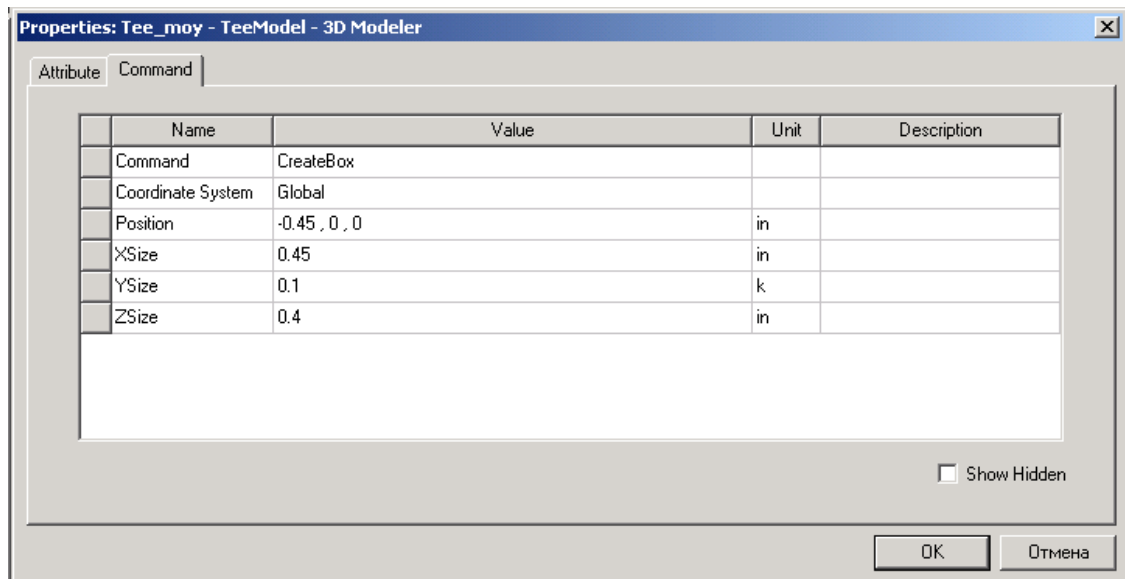 Properties: Tee_moy - TeeModel - 3D Modeler
Attribute Command
Name Value Unit Description
Command CreateBox
Coordinate System Global
Position -0.45 , 0 , 0 in
XSize 0.45 in
YSize 0.1 k
ZSize 0.4 in
Show Hidden
OK Отмена